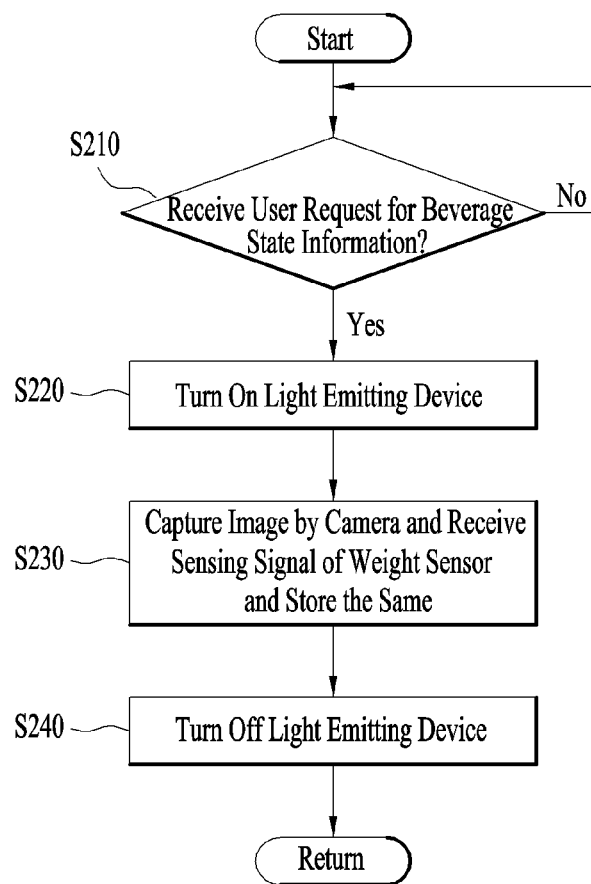 Start
S210
Receive User Request for Beverage
State Information?
No
Yes
S220
Turn On Light Emitting Device
S230
Capture Image by Camera and Receive
Sensing Signal of Weight Sensor
and Store the Same
S240
Turn Off Light Emitting Device
Return